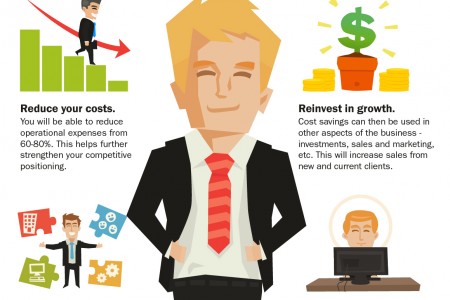 Reduce your costs.
You will be able to reduce
operational expenses from
60-80%. This helps further
strengthen your competitive
positioning.
Reinvest in growth.
Cost savings can then be used in
other aspects of the business -
investments, sales and marketing,
etc. This will increase sales from
new and current clients.